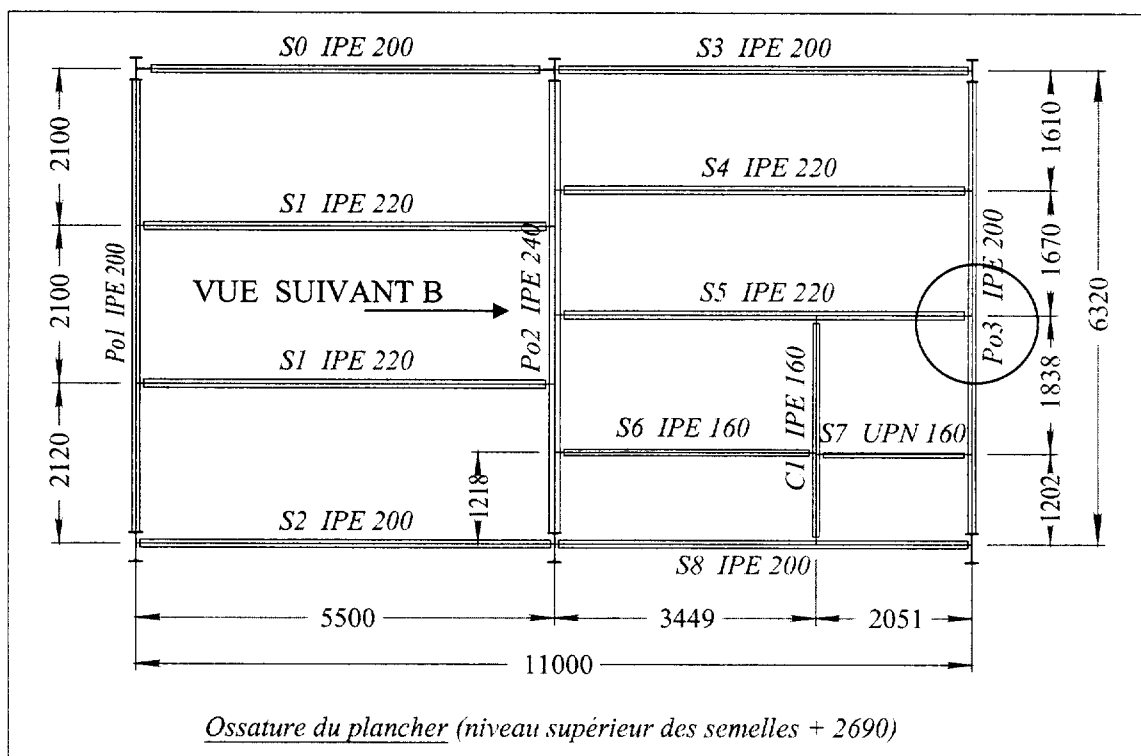 S0 IPE 200
S3 IPE 200
2100
1610
S4 IPE 220
S1 IPE 220
Po1 IPE 200
2100
VUE SUIVANT B
Po2 IPE 240
S5 IPE 220
1670
Po3 IPE 200
6320
S1 IPE 220
C1 IPE 160
1838
S6 IPE 160
S7 UPN 160
2120
1218
1202
S2 IPE 200
S8 IPE 200
5500
3449
2051
11000
Ossature du plancher (niveau supérieur des semelles + 2690)